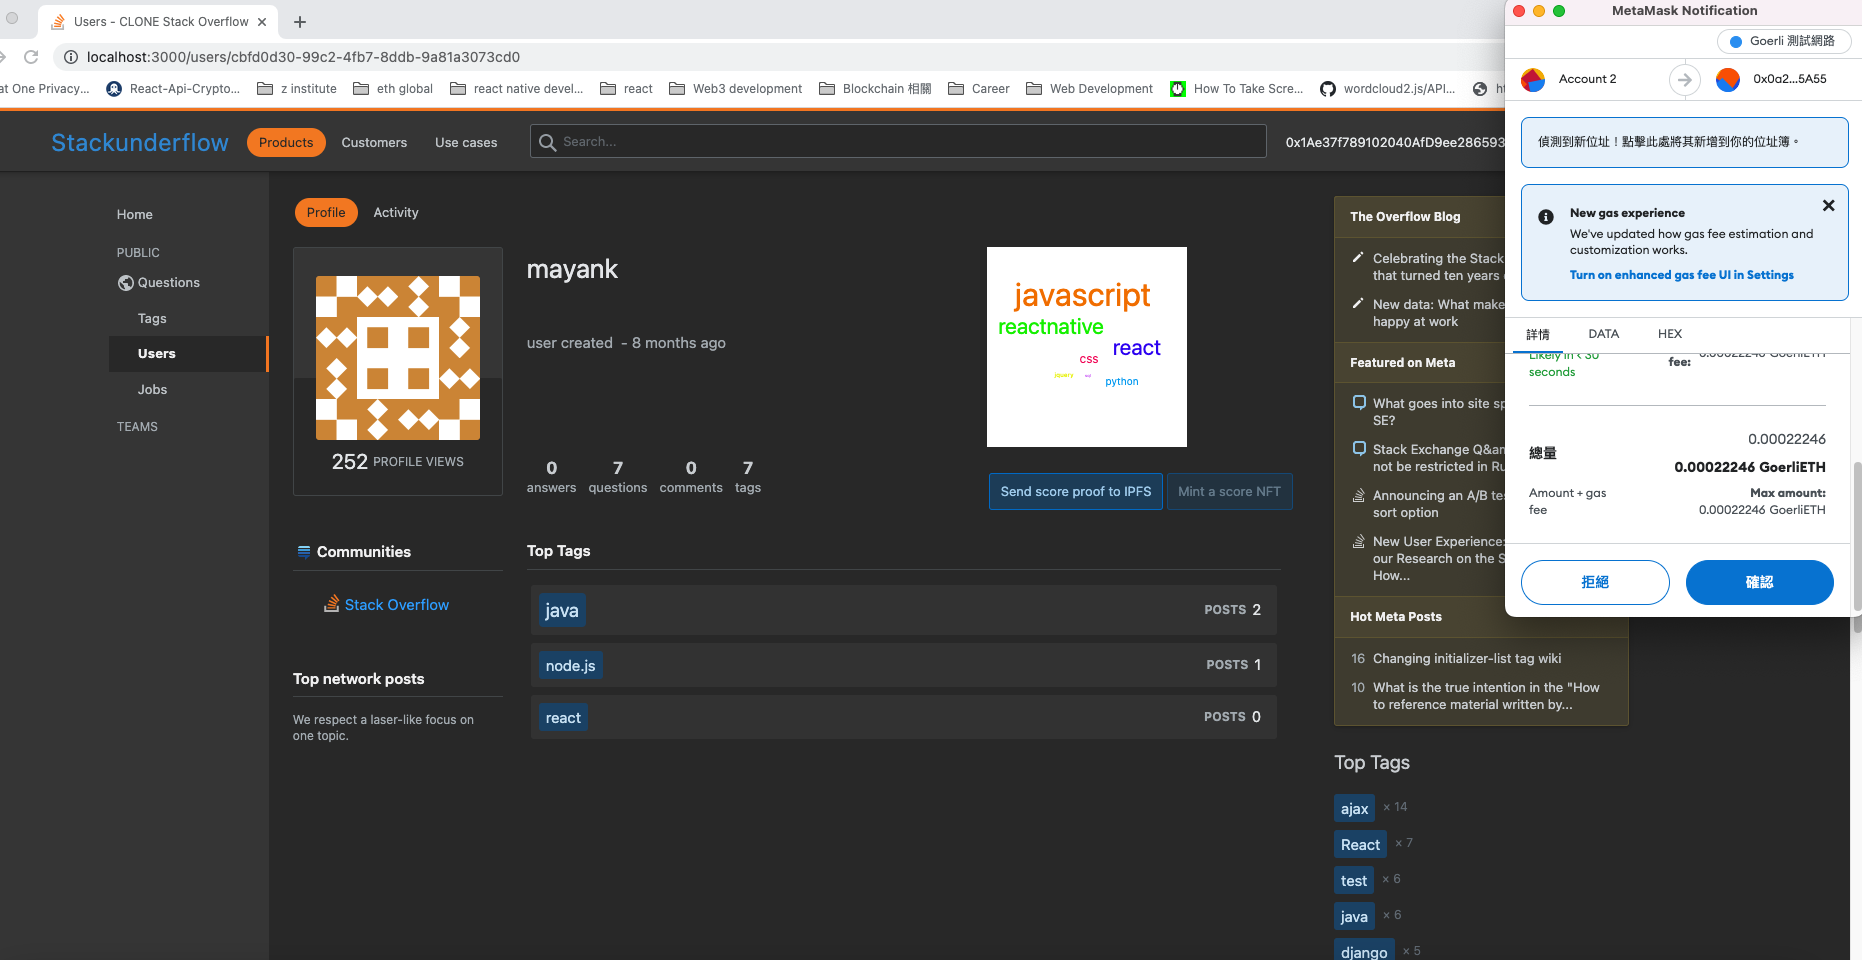 Users - CLONE Stack Overflow
localhost:3000/users/cbfd0d30-99c2-4fb7-8ddb-9a81a3073cd0
at One Privacy...
React-Api-Crypto...
z institute
eth global
react native devel...
react
Web3 development
Blockchain 相關
Career
Web Development
How To Take Scre...
wordcloud2.js/API...
Stackunderflow
Products
Customers
Use cases
Search...
0x1Ae37f789102040AfD9ee286593
Home
PUBLIC
Questions
Tags
Users
Jobs
TEAMS
Profile
Activity
252 PROFILE VIEWS
mayank
user created - 8 months ago
0 answers
7 questions
0 comments
7 tags
javascript
reactnative
react
css
jquery
python
Send score proof to IPFS
Mint a score NFT
Communities
Stack Overflow
Top network posts
We respect a laser-like focus on
one topic.
Top Tags
java
POSTS 2
node.js
POSTS 1
react
POSTS 0
The Overflow Blog
Celebrating the Stack
that turned ten years
New data: What make
happy at work
Featured on Meta
What goes into site sp
SE?
Stack Exchange Q&an
not be restricted in Ru
Announcing an A/B te
sort option
New User Experience:
our Research on the S
How...
Hot Meta Posts
16 Changing initializer-list tag wiki
10 What is the true intention in the "How
to reference material written by...
Top Tags
ajax × 14
React × 7
test × 6
java × 6
django × 5
MetaMask Notification
Goerli 測試網路
Account 2
0x0a2...5A55
偵測到新位址！點擊此處將其新增到你的位址簿。
New gas experience
We've updated how gas fee estimation and
customization works.
Turn on enhanced gas fee UI in Settings
詳情
DATA
HEX
Likely in < 30
seconds
fee:
0.00022246 GoerliETH
總量
0.00022246
0.00022246 GoerliETH
Amount + gas
fee
Max amount:
0.00022246 GoerliETH
拒絕
確認